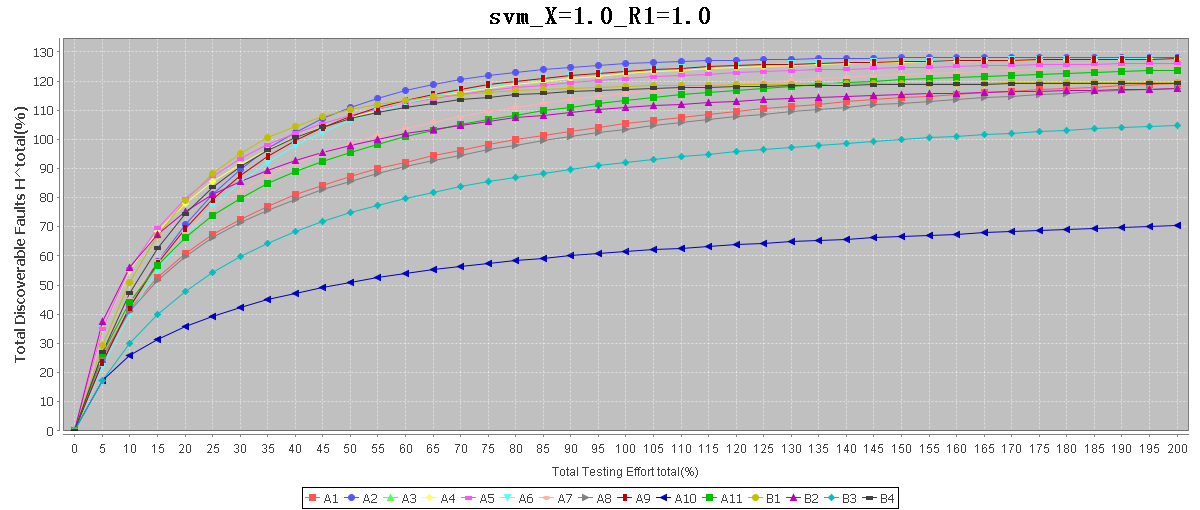 svm_X=1.0_R1=1.0
Total Discoverable Faults H^total(%)
130
120
110
100
90
80
70
60
50
40
30
20
10
0
0 5 10 15 20 25 30 35 40 45 50 55 60 65 70 75 80 85 90 95 100 105 110 115 120 125 130 135 140 145 150 155 160 165 170 175 180 185 190 195 200
Total Testing Effort total(%)
A1 A2 A3 A4 A5 A6 A7 A8 A9 A10 A11 B1 B2 B3 B4